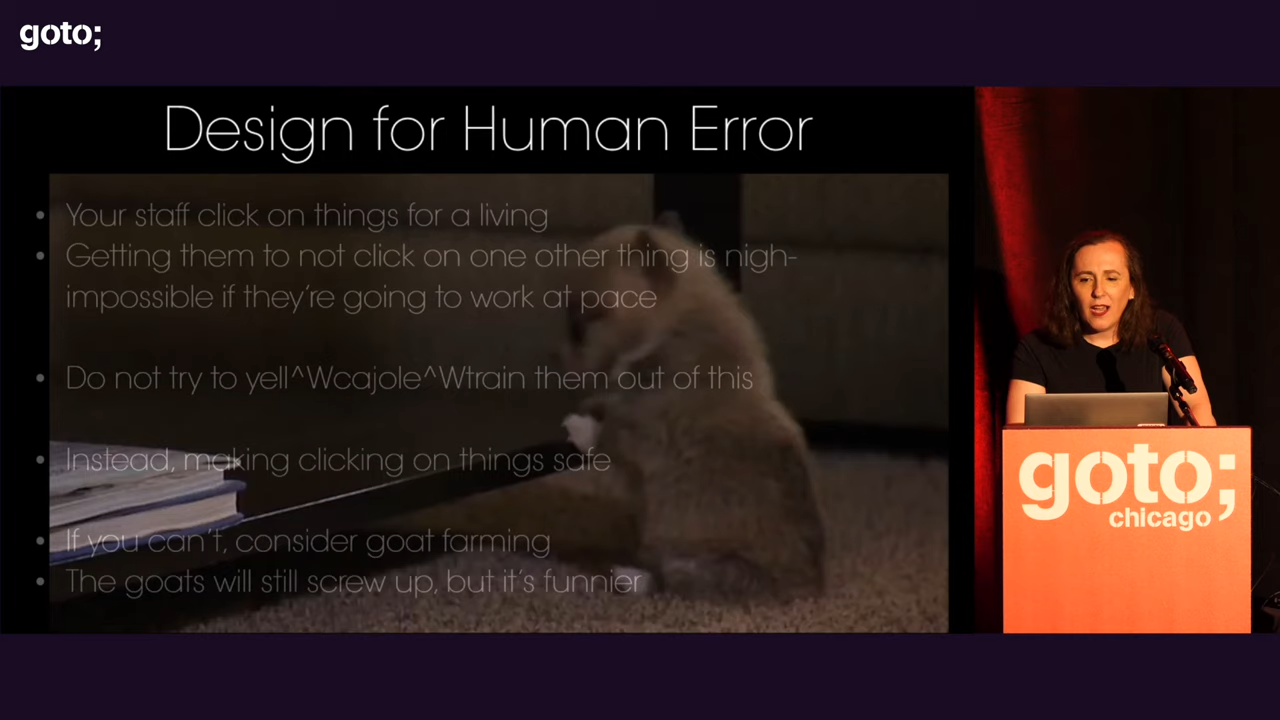 goto;
Design for Human Error
• Your staff click on things for a living
• Getting them to not click on one other thing is nigh-
impossible if they're going to work at pace
• Do not try to yell^Wcajole^Wtrain them out of this
• Instead, making clicking on things safe
• If you can't, consider goat farming
• The goats will still screw up, but it's funnier
goto;
chicago